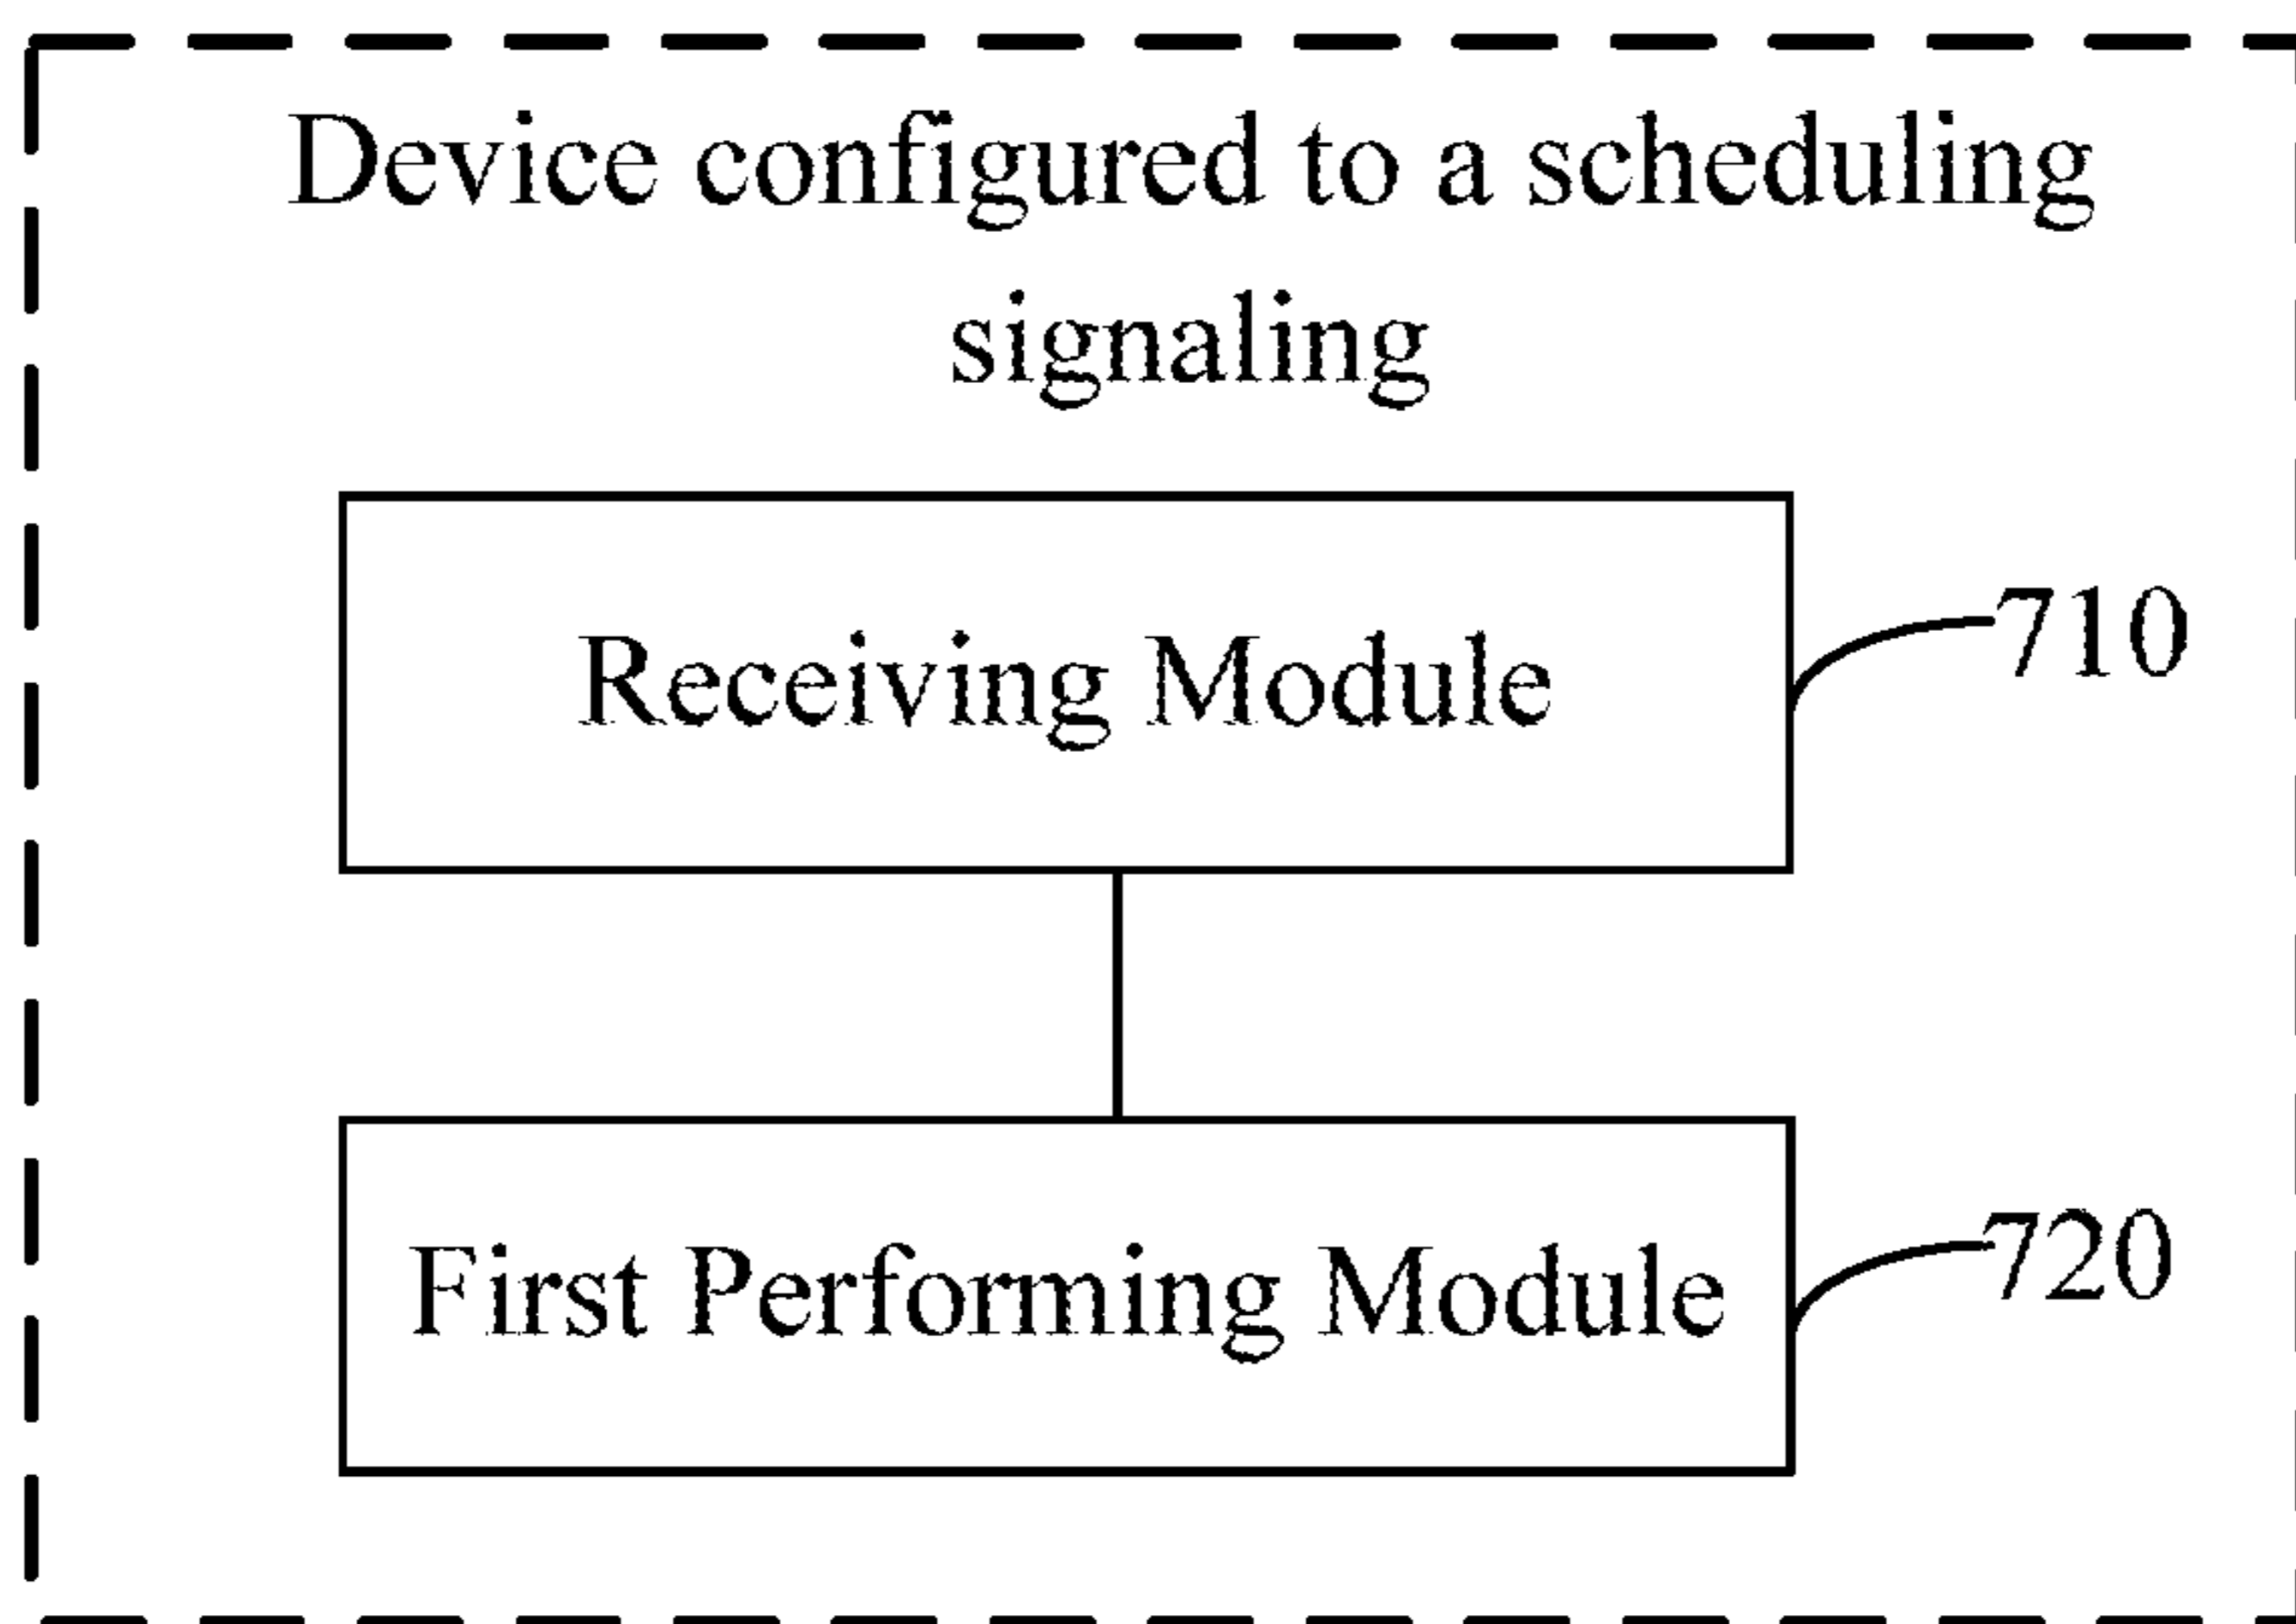 Device configured to a scheduling
signaling
Receiving Module
710
First Performing Module
720